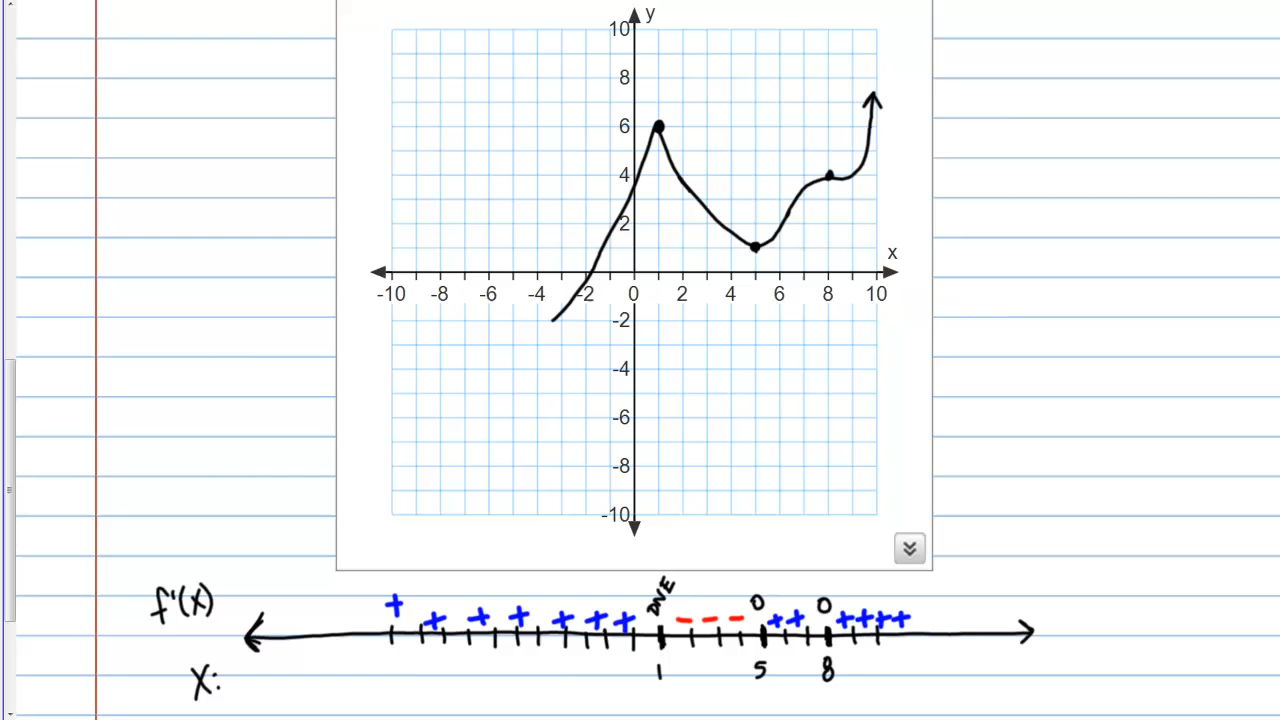 y
10
8
6
4
2
x
-10 -8 -6 -4 -2 0 2 4 6 8 10
-2
-4
-6
-8
-10
f'(x) + + + + + + + DNE - - - 0 + + 0 + + + +
X: 1 5 8